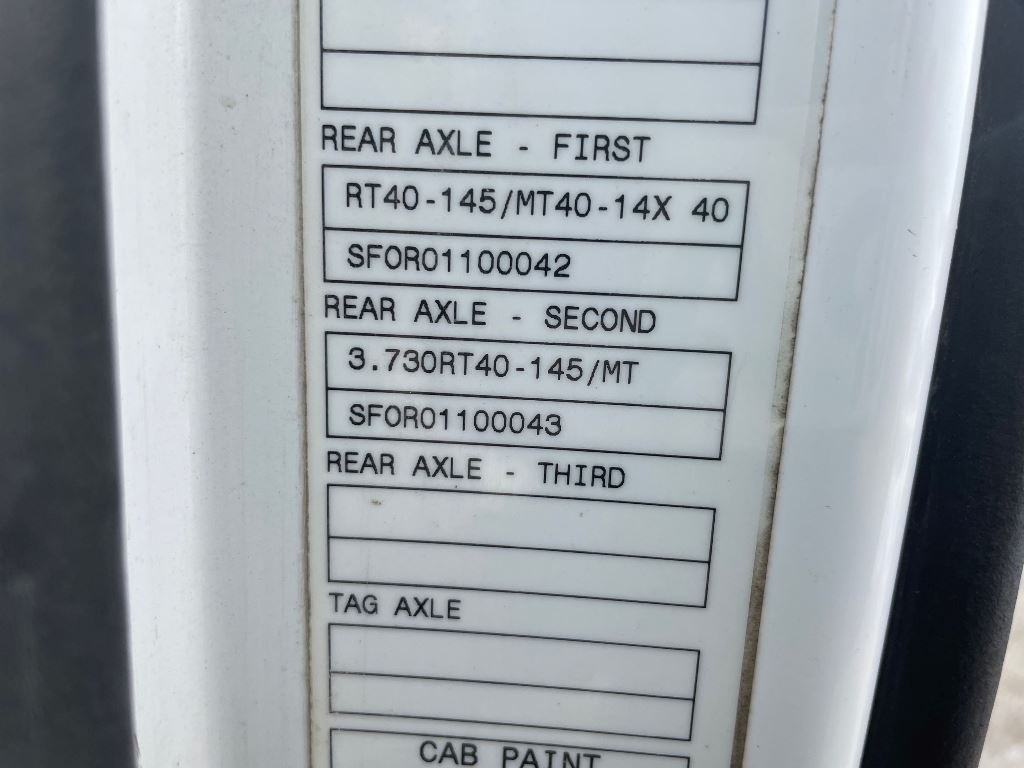 REAR AXLE - FIRST
RT40-145/MT40-14X 40
SFOR01100042
REAR AXLE - SECOND
3.730RT40-145/MT
SFOR01100043
REAR AXLE - THIRD
TAG AXLE
CAB PAINT